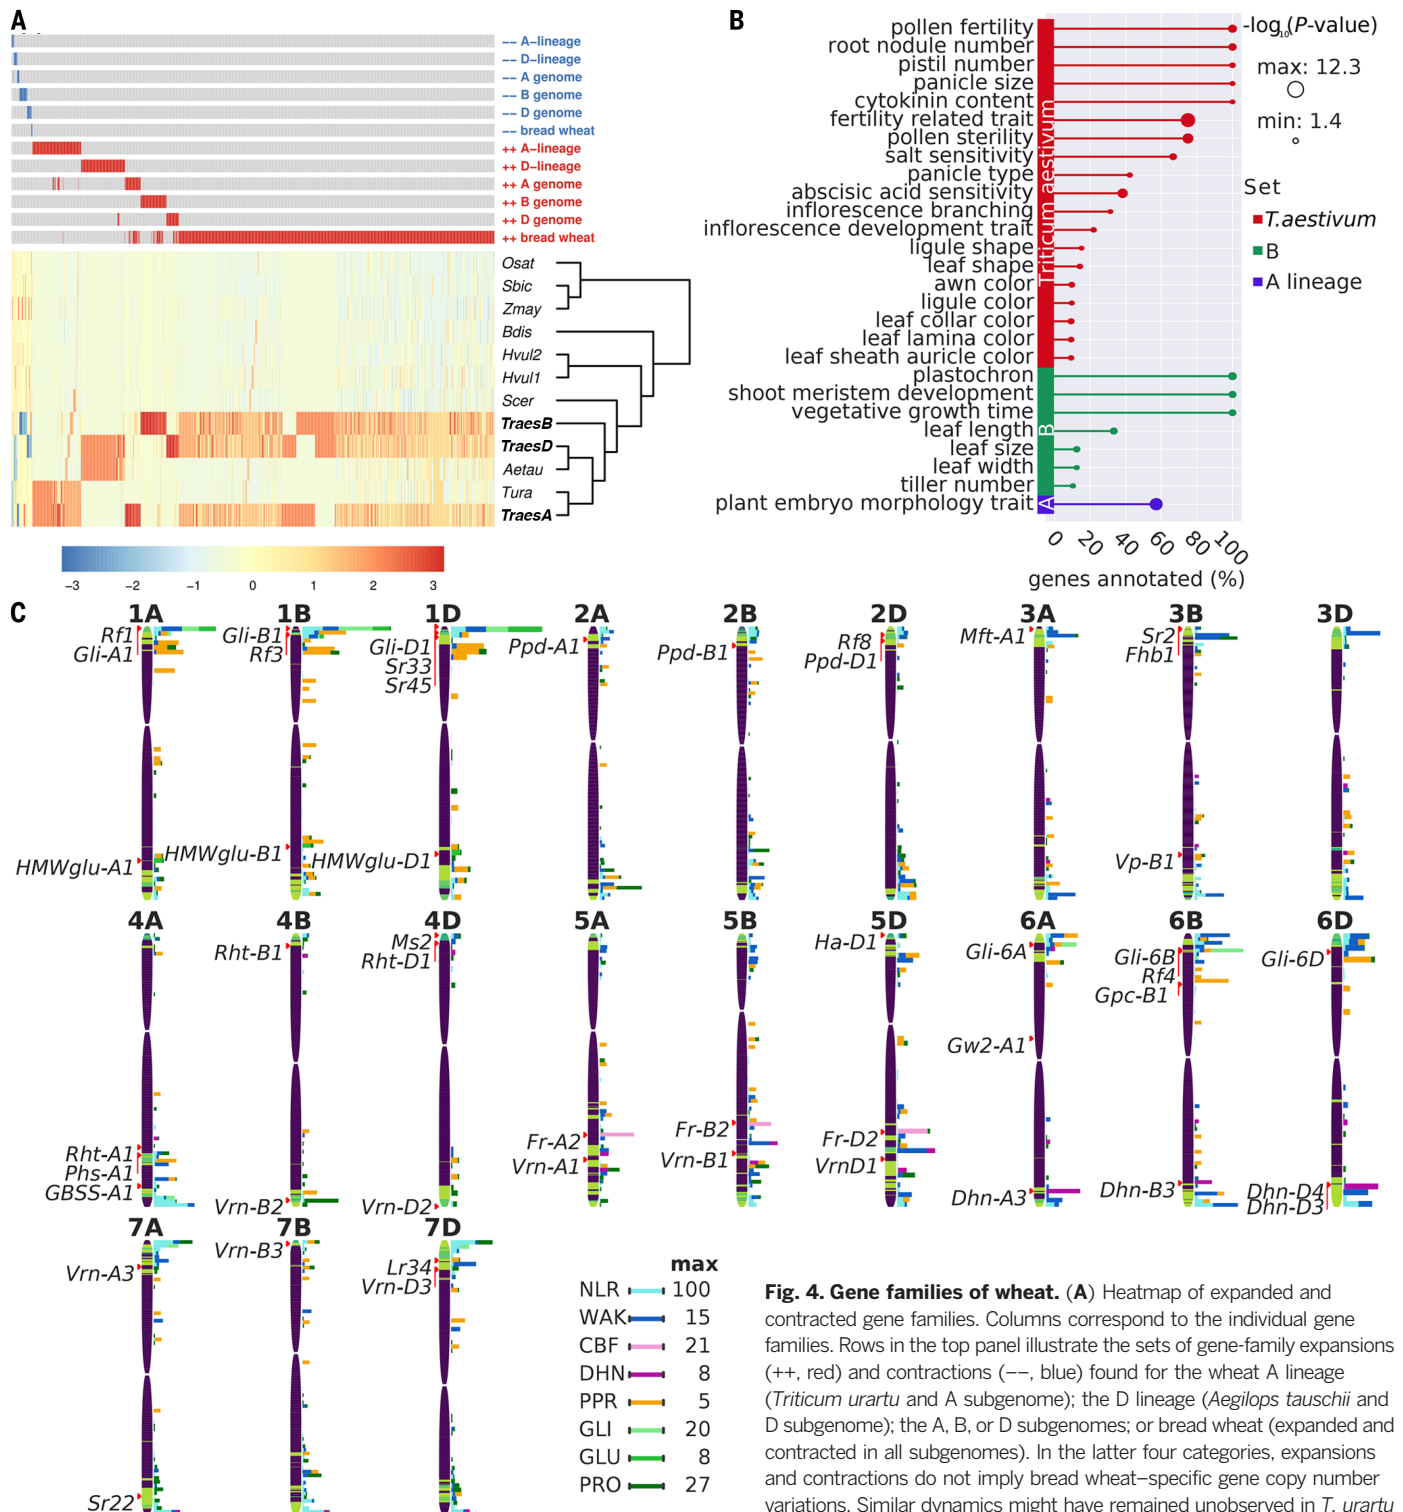 A
-- A-lineage
-- D-lineage
-- A genome
-- B genome
-- D genome
-- bread wheat
++ A-lineage
++ D-lineage
++ A genome
++ B genome
++ D genome
++ bread wheat
Osat
Sbic
Zmay
Bdis
Hvul2
Hvul1
Scer
TraesB
TraesD
Aetau
Tura
TraesA
−3 −2 −1 0 1 2 3
B
pollen fertility
root nodule number
pistil number
panicle size
cytokinin content
fertility related trait
pollen sterility
salt sensitivity
panicle type
abscisic acid sensitivity
inflorescence branching
inflorescence development trait
ligule shape
leaf shape
awn color
ligule color
leaf collar color
leaf lamina color
leaf sheath auricle color
plastochron
shoot meristem development
vegetative growth time
leaf length
leaf size
leaf width
tiller number
plant embryo morphology trait
Triticum aestivum
B
A
0 20 40 60 80 100
genes annotated (%)
-log10(P-value)
max: 12.3
min: 1.4
Set
T.aestivum
B
A lineage
C
1A 1B 1D 2A 2B 2D 3A 3B 3D
Rf1
Gli-A1
HMWglu-A1
Gli-B1
Rf3
HMWglu-B1
Gli-D1
Sr33
Sr45
HMWglu-D1
Ppd-A1
Ppd-B1
Rf8
Ppd-D1
Mft-A1
Sr2
Fhb1
Vp-B1
4A 4B 4D 5A 5B 5D 6A 6B 6D
Rht-A1
Phs-A1
GBSS-A1
Rht-B1
Vrn-B2
Ms2
Rht-D1
Vrn-D2
Fr-A2
Vrn-A1
Fr-B2
Vrn-B1
Ha-D1
Fr-D2
VrnD1
Gli-6A
Gw2-A1
Dhn-A3
Gli-6B
Rf4
Gpc-B1
Dhn-B3
Gli-6D
Dhn-D4
Dhn-D3
7A 7B 7D
Vrn-A3
Sr22
Vrn-B3
Lr34
Vrn-D3
max
NLR 100
WAK 15
CBF 21
DHN 8
PPR 5
GLI 20
GLU 8
PRO 27
Fig. 4. Gene families of wheat. (A) Heatmap of expanded and
contracted gene families. Columns correspond to the individual gene
families. Rows in the top panel illustrate the sets of gene-family expansions
(++, red) and contractions (−−, blue) found for the wheat A lineage
(Triticum urartu and A subgenome); the D lineage (Aegilops tauschii and
D subgenome); the A, B, or D subgenomes; or bread wheat (expanded and
contracted in all subgenomes). In the latter four categories, expansions
and contractions do not imply bread wheat–specific gene copy number
variations. Similar dynamics might have remained unobserved in T. urartu